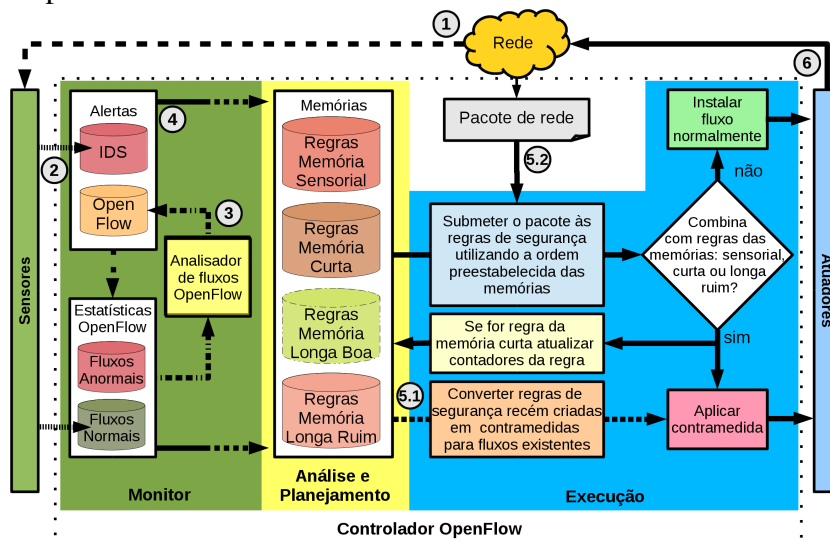 1
Rede
6
Alertas
IDS
Open
Flow
4
2
3
Analisador
de fluxos
OpenFlow
Estatísticas
OpenFlow
Fluxos
Anormais
Fluxos
Normais
Sensores
Monitor
Memórias
Regras
Memória
Sensorial
Regras
Memória
Curta
Regras
Memória
Longa Boa
Regras
Memória
Longa Ruim
Análise e
Planejamento
Pacote de rede
5.2
Submeter o pacote às
regras de segurança
utilizando a ordem
preestabelecida das
memórias
Se for regra da
memória curta atualizar
contadores da regra
5.1
Converter regras de
segurança recém criadas
em contramedidas
para fluxos existentes
Instalar
fluxo
normalmente
não
Combina
com regras das
memórias: sensorial,
curta ou longa
ruim?
sim
Aplicar
contramedida
Execução
Atuadores
Controlador OpenFlow